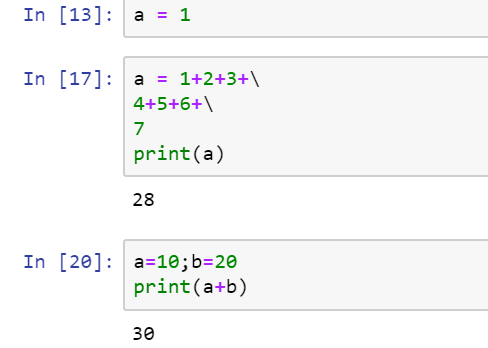 In [13]: a = 1
In [17]: a = 1+2+3+\
4+5+6+\
7
print(a)
28
In [20]: a=10;b=20
print(a+b)
30